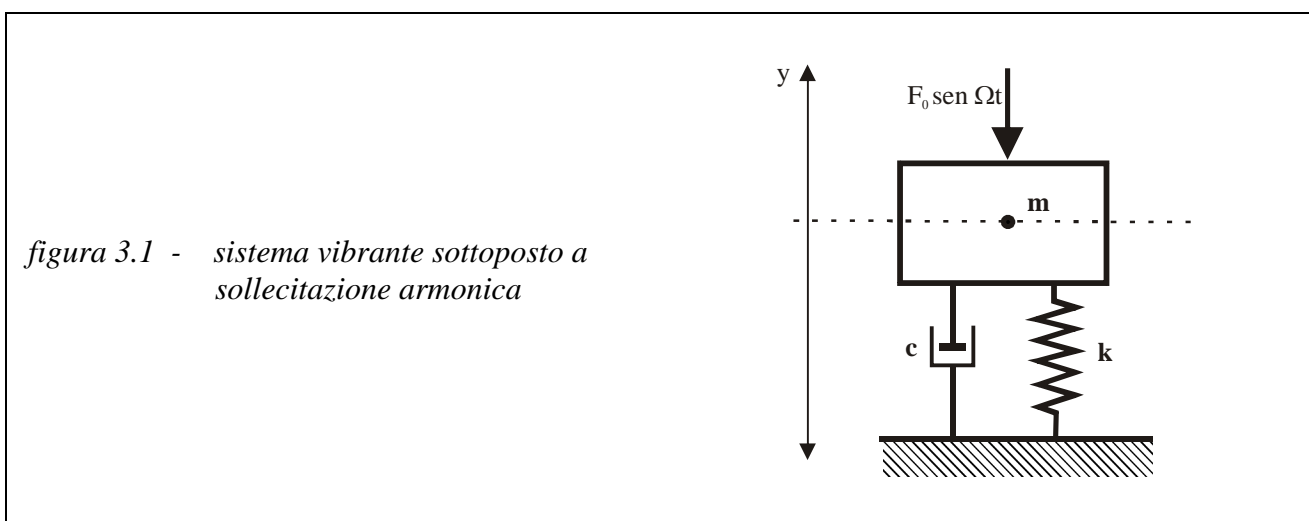 y
F₀ sen Ωt
m
figura 3.1 - sistema vibrante sottoposto a
sollecitazione armonica
c
k